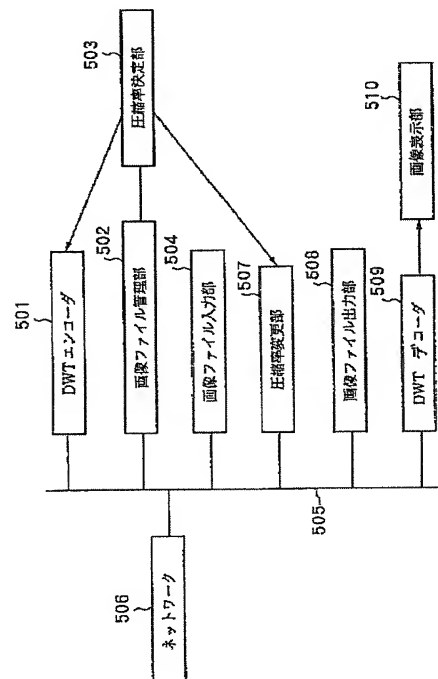 501
DWTエンコーダ
502
画像ファイル管理部
503
圧縮率決定部
504
画像ファイル入力部
507
圧縮率変更部
508
画像ファイル出力部
509
DWT デコーダ
510
画像表示部
505
506
ネットワーク